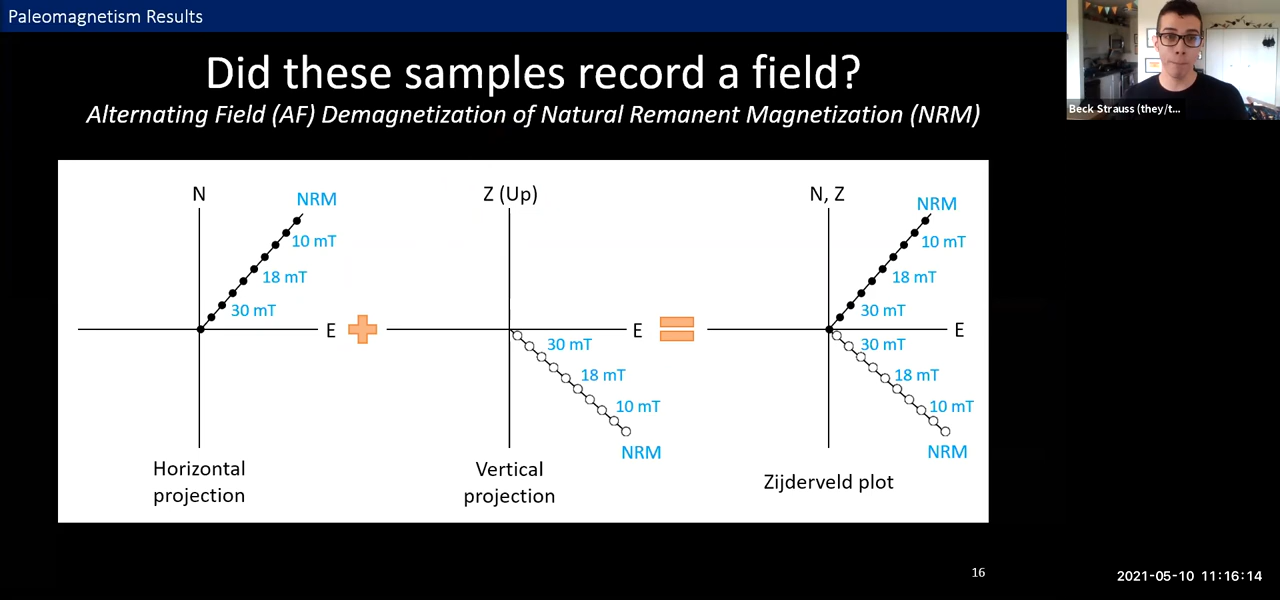 Paleomagnetism Results
Did these samples record a field?
Alternating Field (AF) Demagnetization of Natural Remanent Magnetization (NRM)
Beck Strauss (they/t...
N
NRM
10 mT
18 mT
30 mT
E
Horizontal
projection
Z (Up)
E
30 mT
18 mT
10 mT
NRM
Vertical
projection
N, Z
NRM
10 mT
18 mT
30 mT
E
30 mT
18 mT
10 mT
NRM
Zijderveld plot
16
2021-05-10 11:16:14